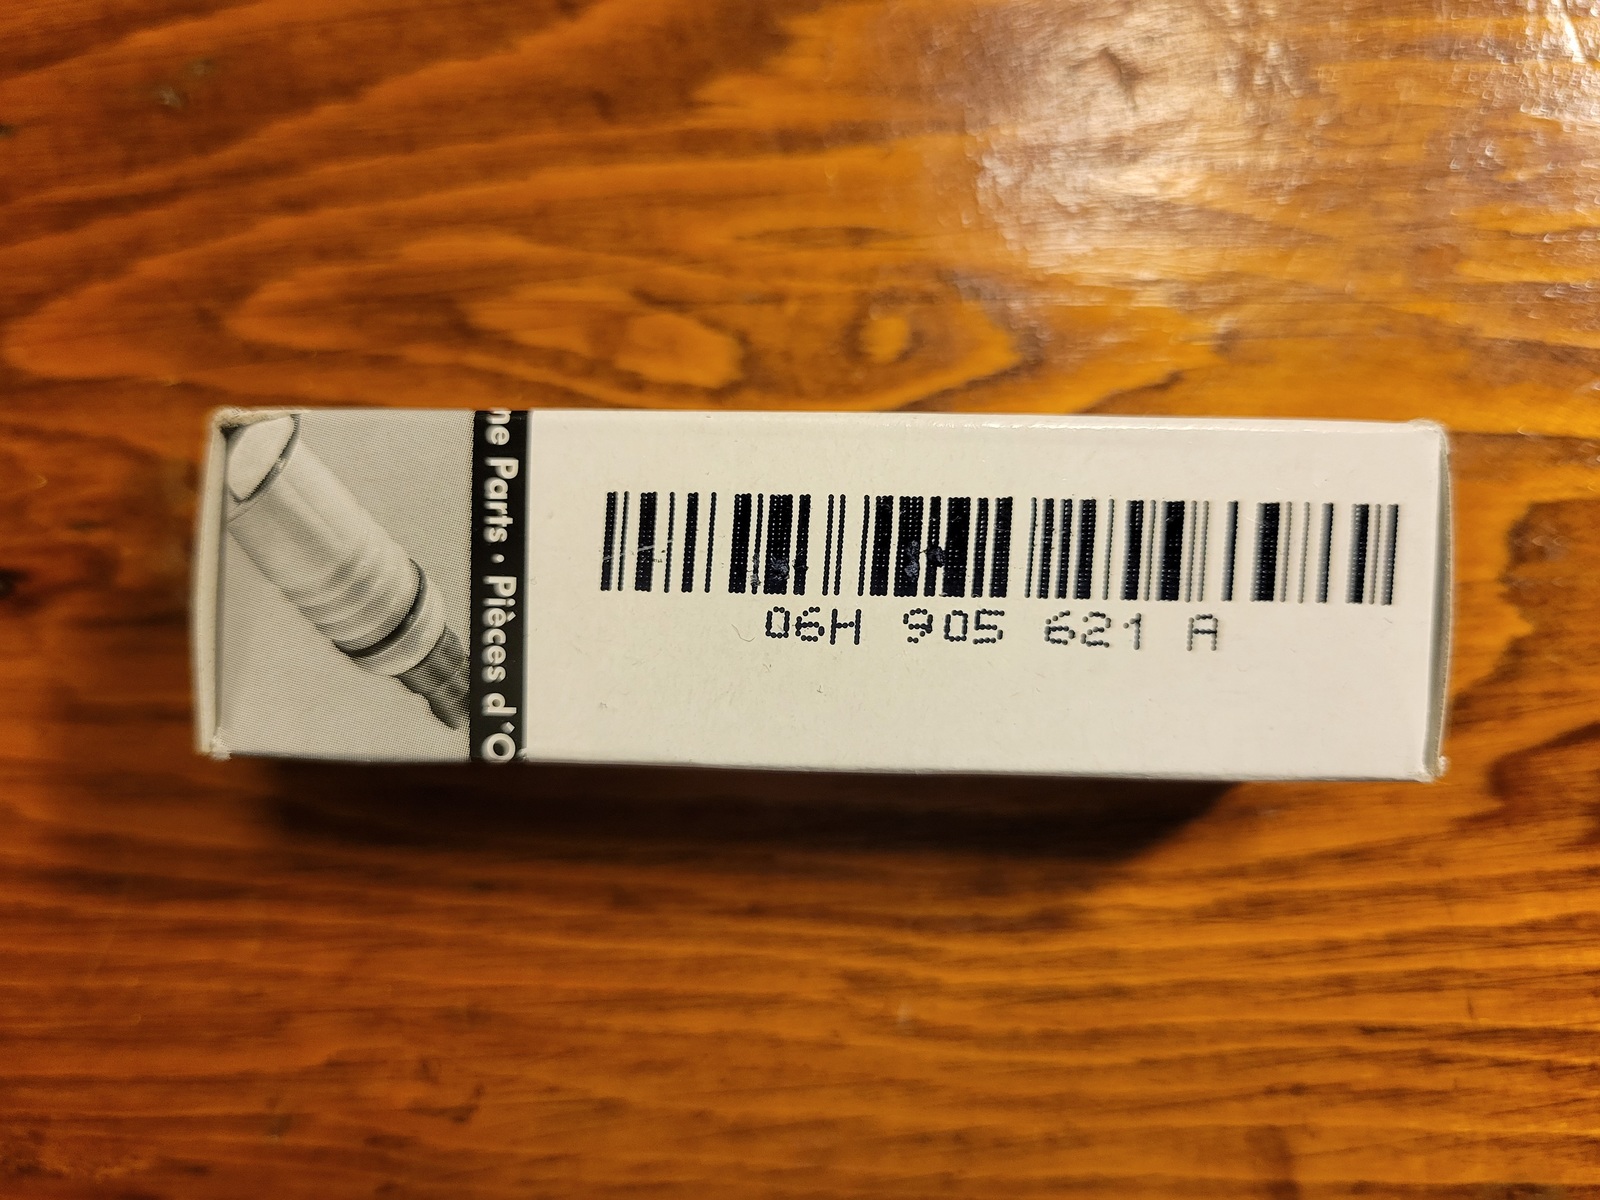 ne Parts · Pièces d'O
06H 905 621 A